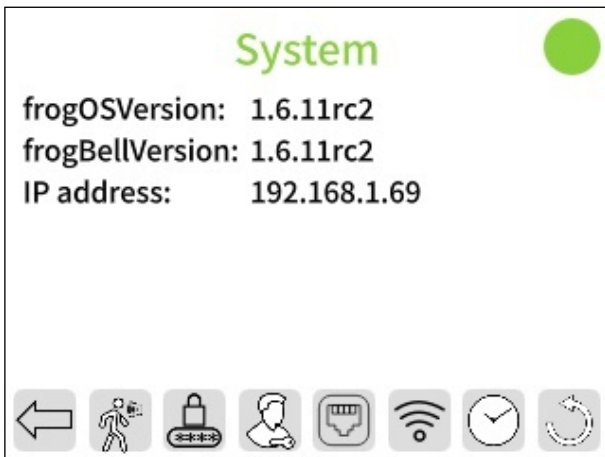 System
frogOSVersion: 1.6.11rc2
frogBellVersion: 1.6.11rc2
IP address: 192.168.1.69
****